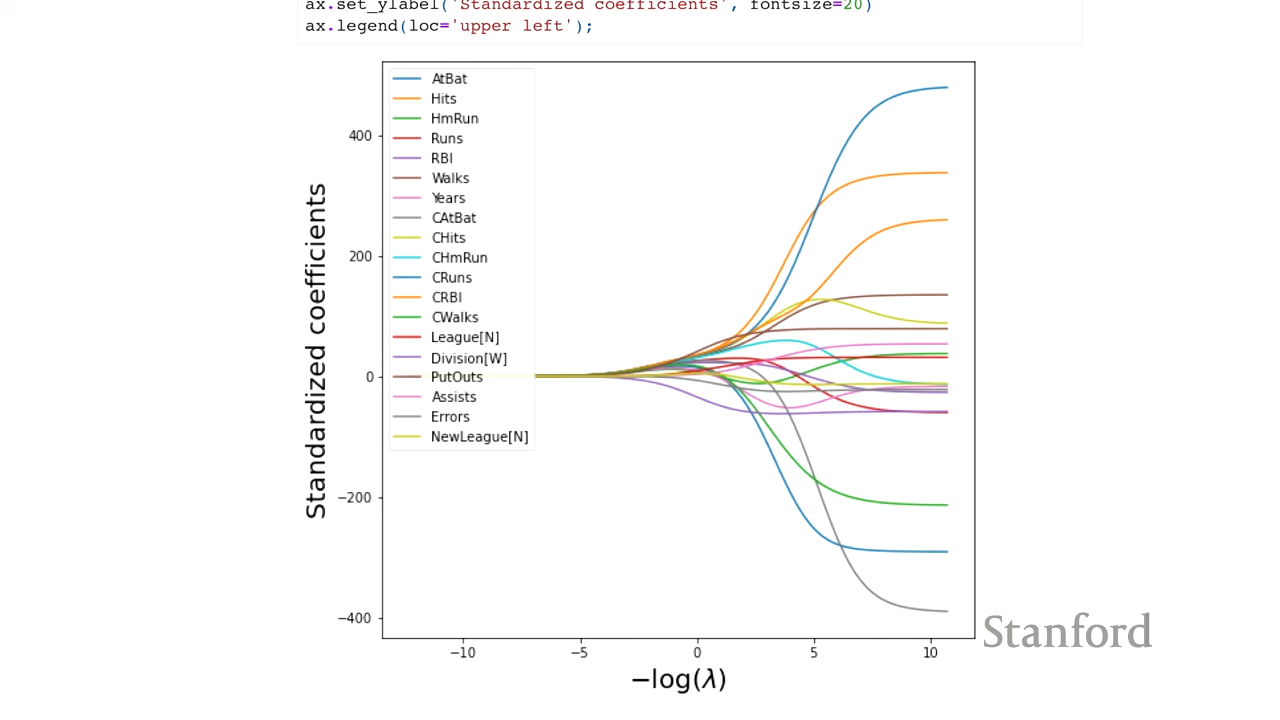 ax.set_ylabel('Standardized coefficients', fontsize=20)
ax.legend(loc='upper left');
AtBat
Hits
HmRun
Runs
RBI
Walks
Years
CAtBat
CHits
CHmRun
CRuns
CRBI
CWalks
League[N]
Division[W]
PutOuts
Assists
Errors
NewLeague[N]
400
200
0
−200
−400
Standardized coefficients
−10
−5
0
5
10
−log(λ)
Stanford